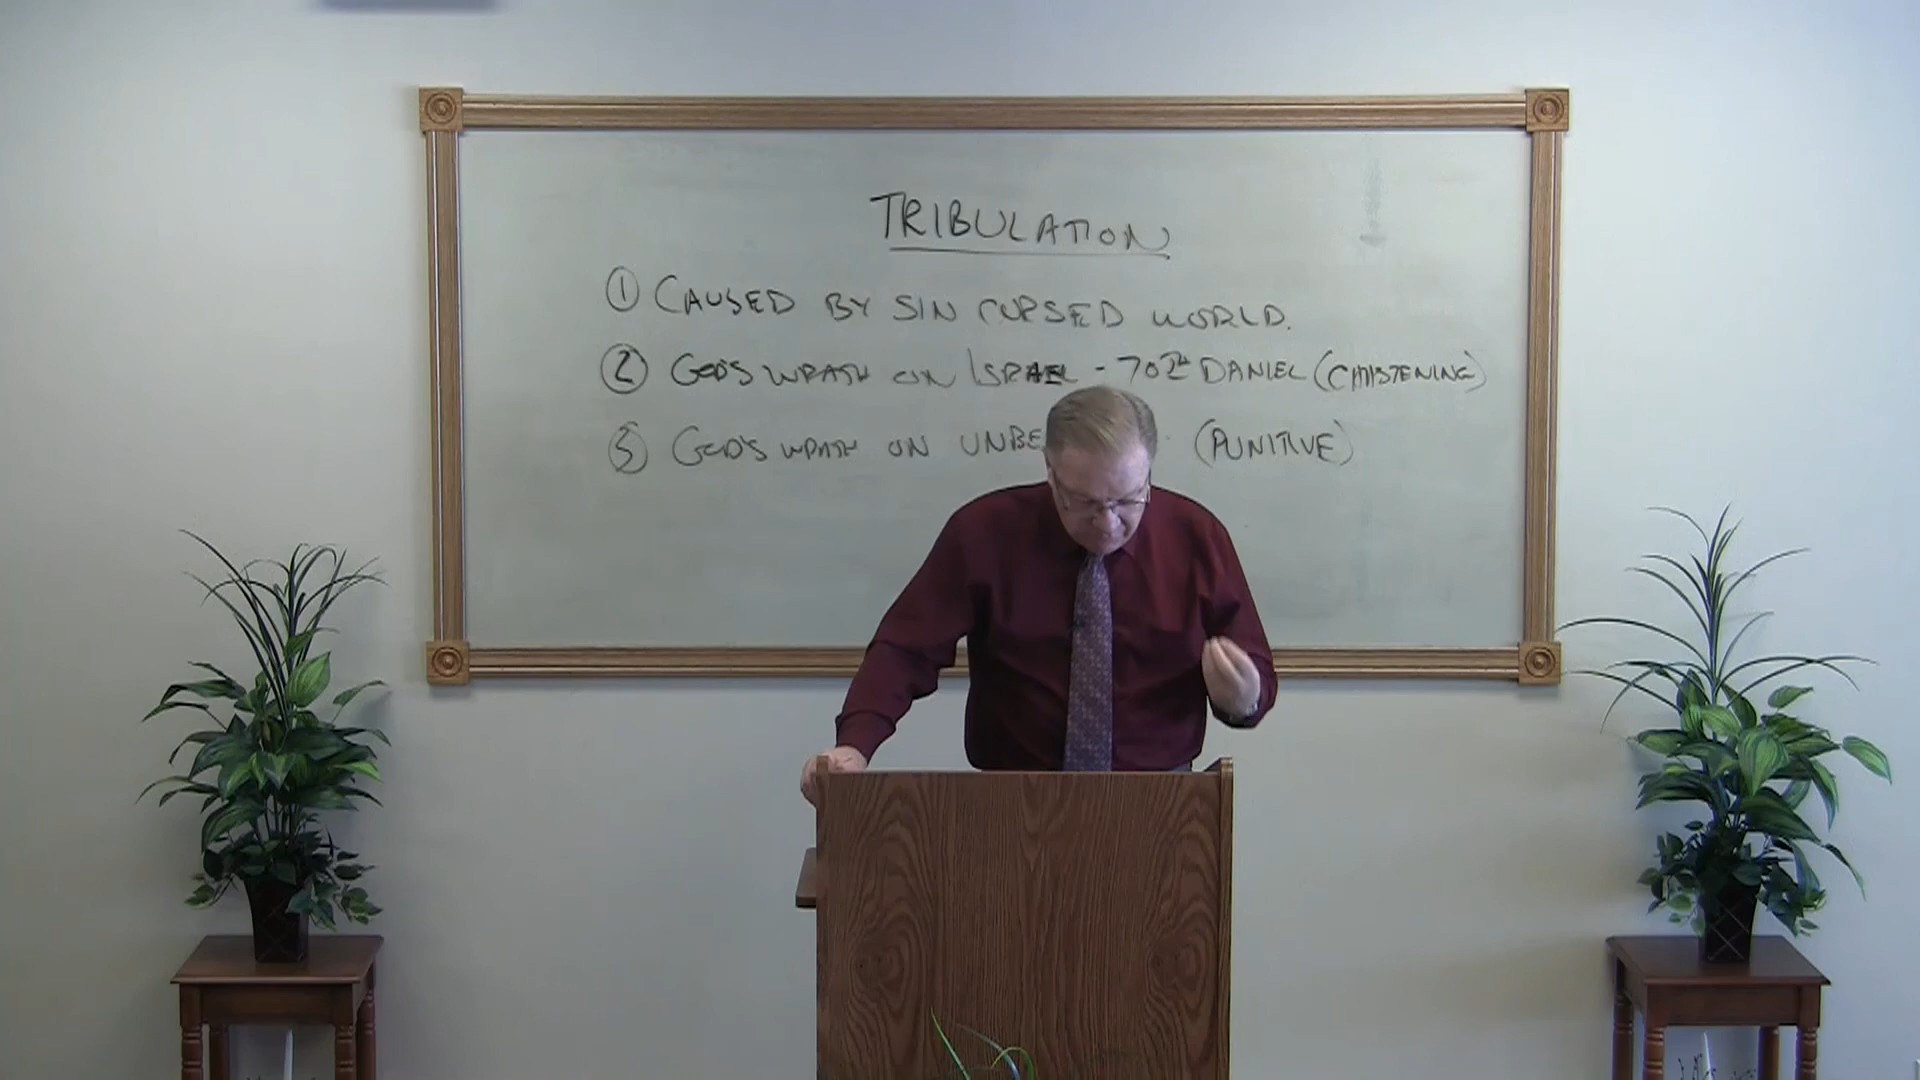 TRIBULATION
① CAUSED BY SIN CURSED WORLD.
② GOD'S WRATH ON ISRAEL - 70TH DANIEL (CHASTENING)
③ GOD'S WRATH ON UNBE (PUNITIVE)